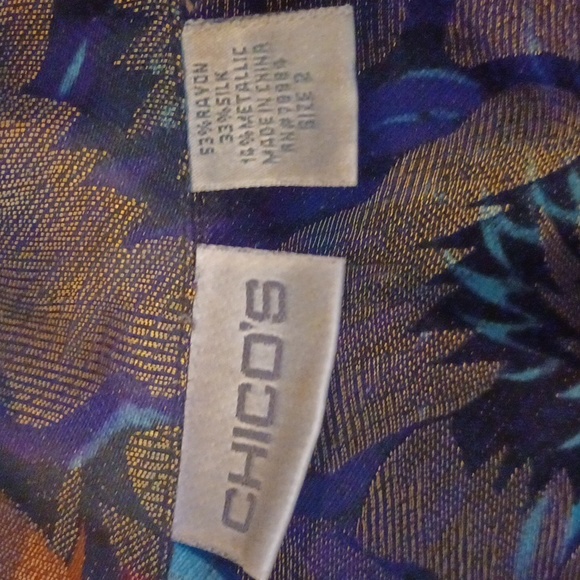 53% RAYON
33% SILK
14% METALLIC
MADE IN CHINA
RN#79984
SIZE 2
CHICO'S